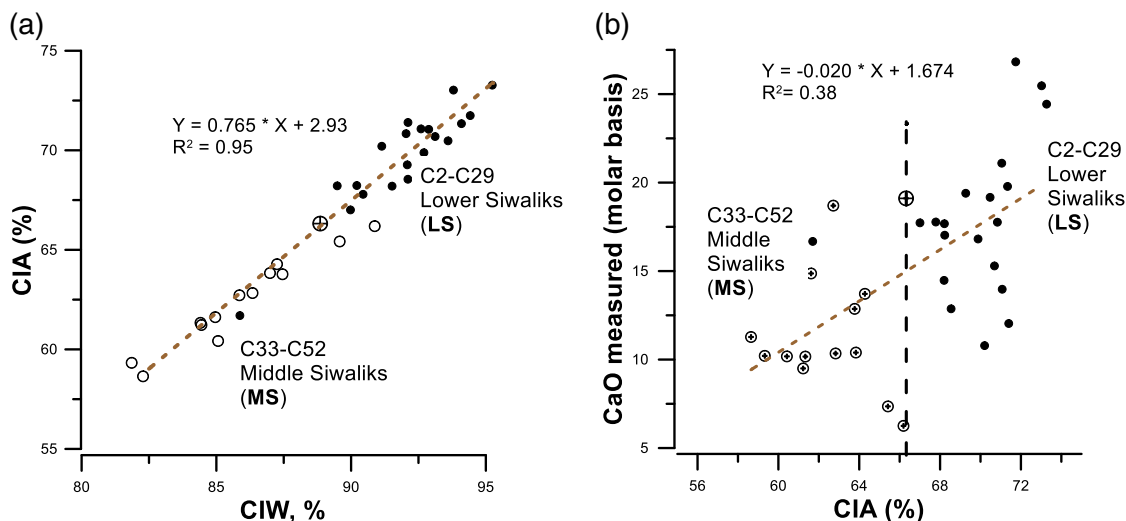 (a)
75
70
65
60
55
CIA (%)
Y = 0.765 * X + 2.93
R² = 0.95
C2-C29
Lower Siwaliks
(LS)
C33-C52
Middle Siwaliks
(MS)
80
85
90
95
CIW, %
(b)
25
20
15
10
5
CaO measured (molar basis)
Y = -0.020 * X + 1.674
R²= 0.38
C2-C29
Lower
Siwaliks
(LS)
C33-C52
Middle
Siwaliks
(MS)
56
60
64
68
72
CIA (%)